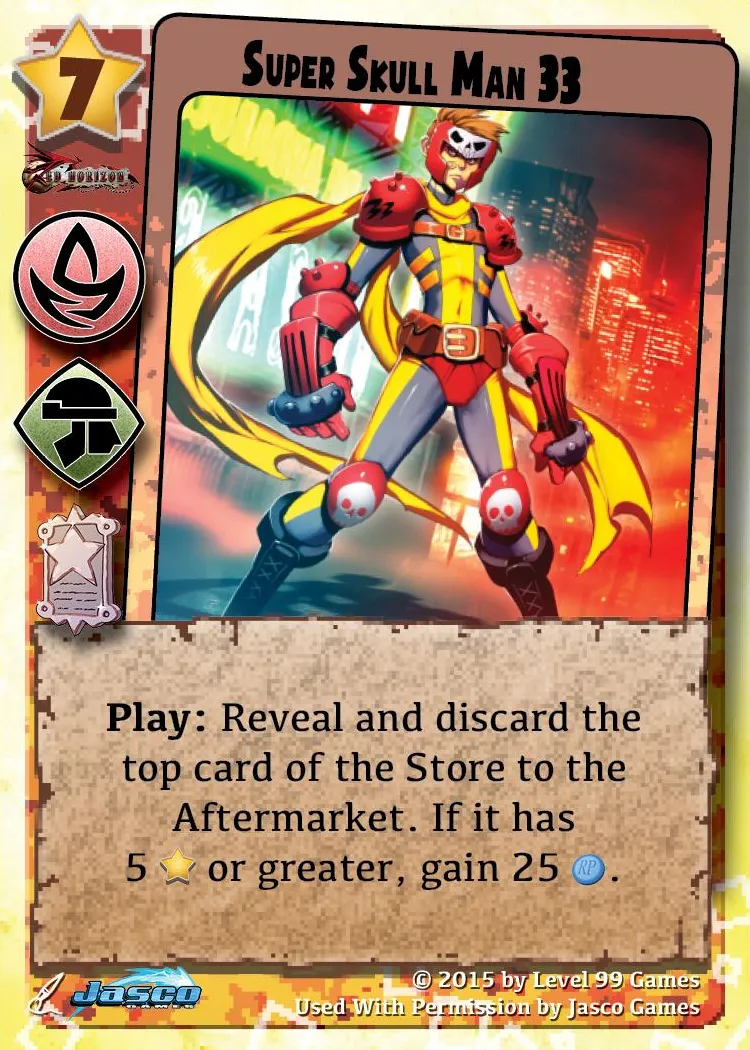 7
Super Skull Man 33
Red Horizon
Play: Reveal and discard the
top card of the Store to the
Aftermarket. If it has
5 or greater, gain 25 RP.
Jasco
GAMES
© 2015 by Level 99 Games
Used With Permission by Jasco Games